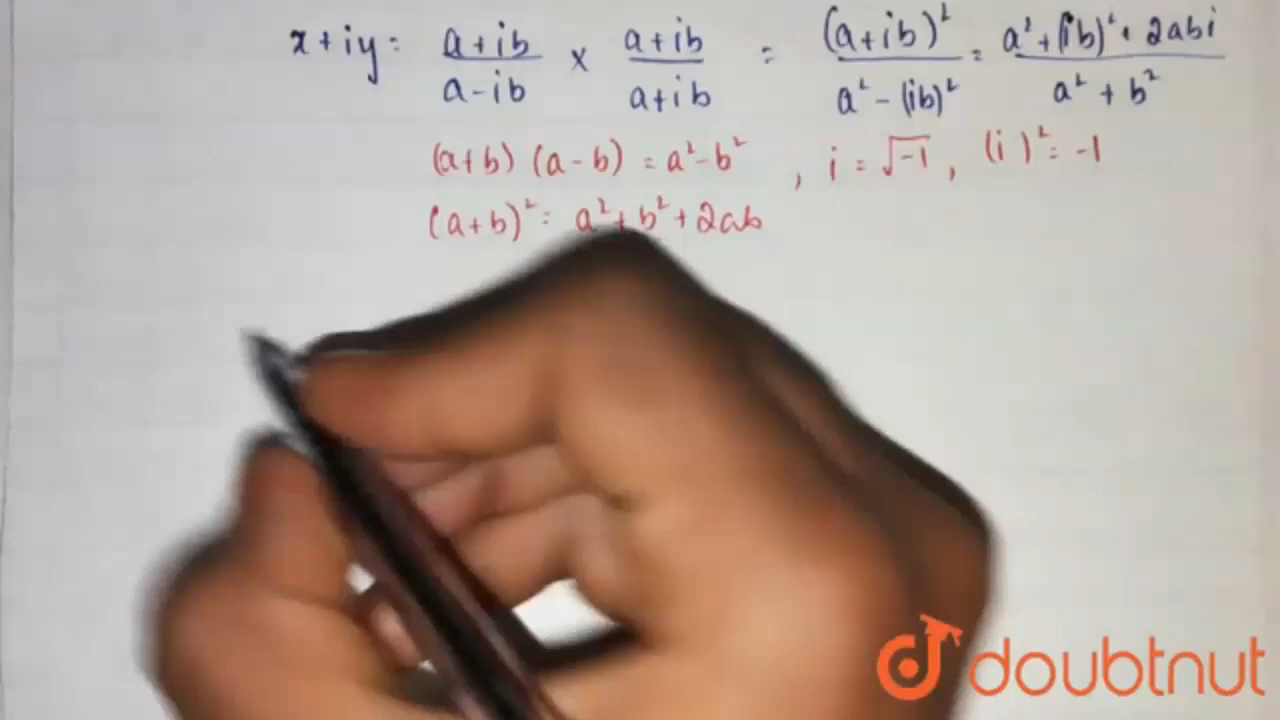 x + iy = a+ib / a-ib × a+ib / a+ib = (a+ib)² / a² - (ib)² = a² + (ib)² + 2abi / a² + b²
(a+b) (a-b) = a²-b² , i = √-1 , (i)² = -1
(a+b)² = a²+b²+2ab
doubtnut